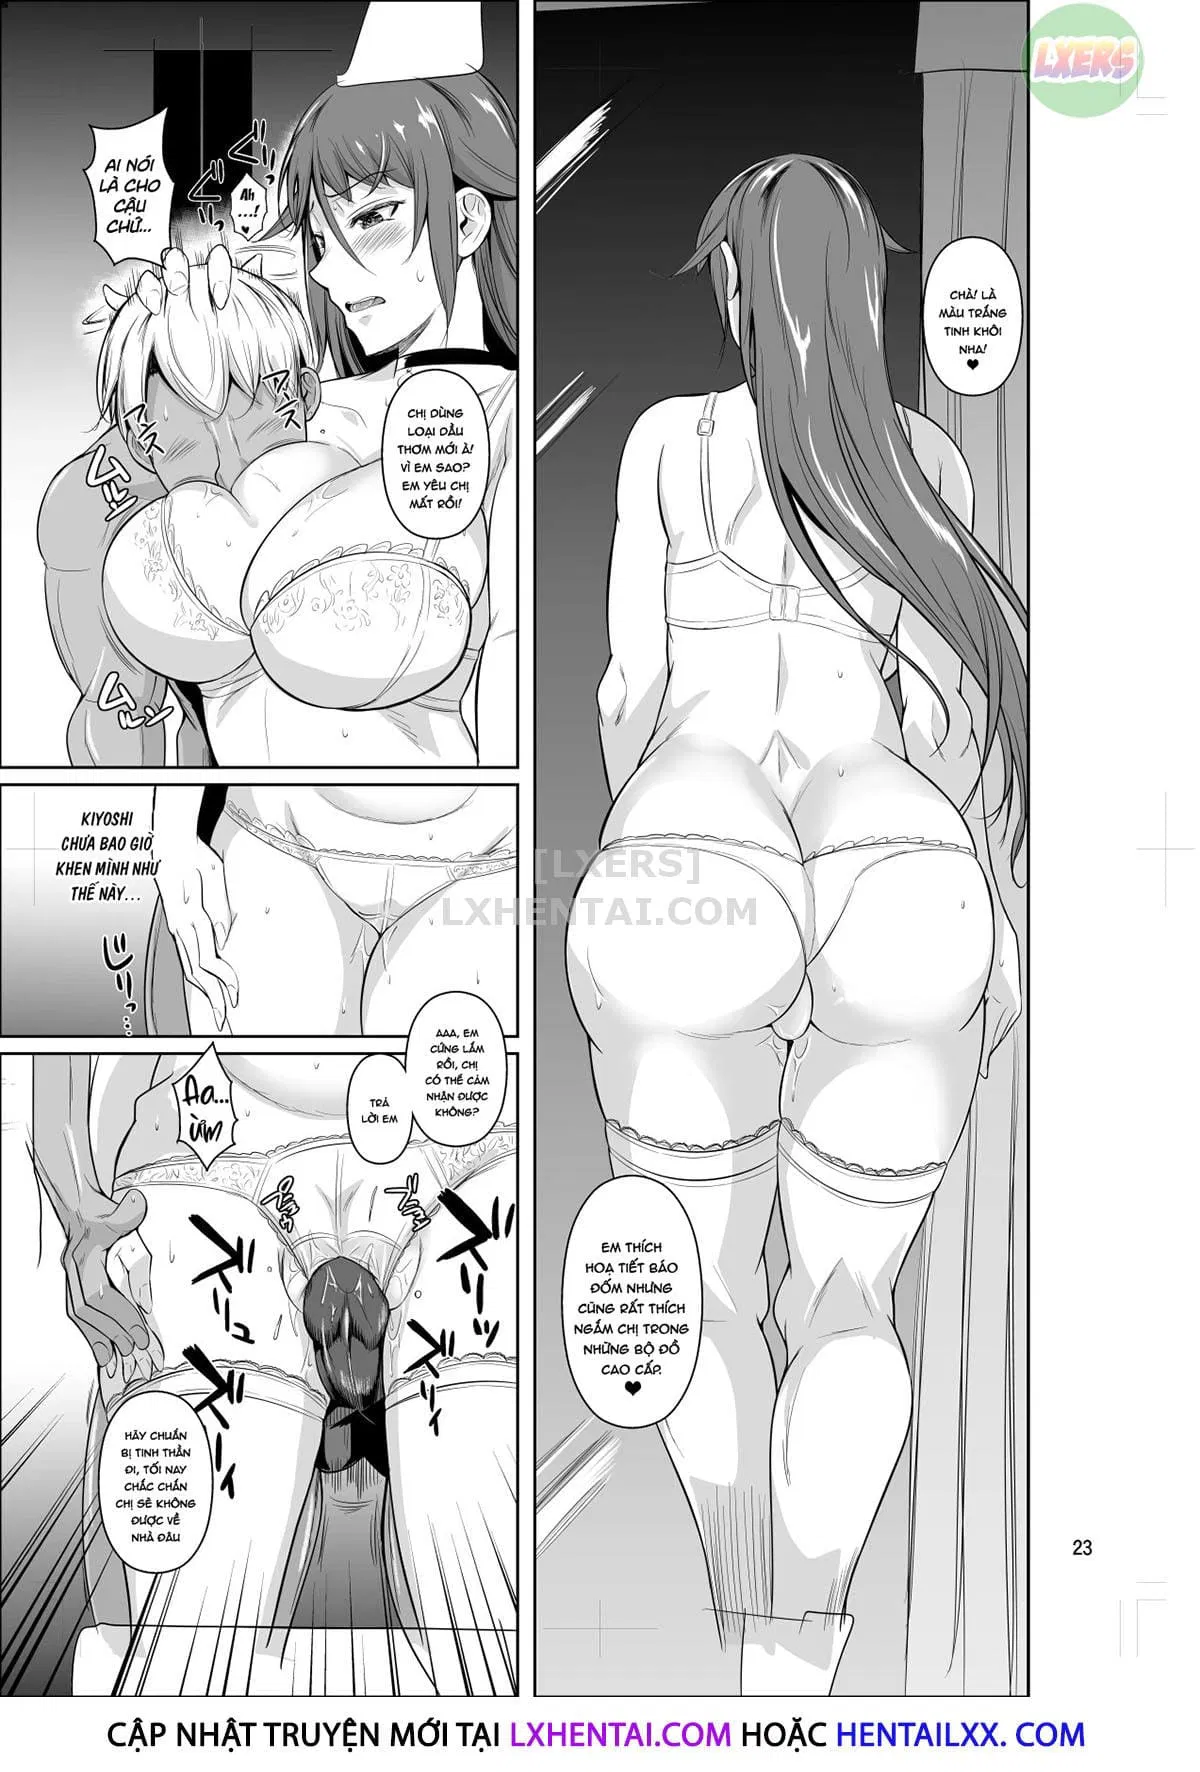 LXERS
CHÀ! LÀ
MÀU TRẮNG
TINH KHÔI
NHA!
EM THÍCH
HOẠ TIẾT BÁO
ĐỐM NHƯNG
CŨNG RẤT THÍCH
NGẮM CHỊ TRONG
NHỮNG BỘ ĐỒ
CAO CẤP.
AI NÓI
LÀ CHO
CẬU CHỨ...
Ah
...!
CHỊ DÙNG
LOẠI DẦU
THƠM MỚI À!
VÌ EM SAO?
EM YÊU CHỊ
MẤT RỒI!
KIYOSHI
CHƯA BAO GIỜ
KHEN MÌNH NHƯ
THẾ NÀY...
[LXERS]
LXHENTAI.COM
AAA, EM
CỨNG LẮM
RỒI, CHỊ
CÓ THỂ CẢM
NHẬN ĐƯỢC
KHÔNG?
TRẢ
LỜI EM
Aa...
ừm
HÃY CHUẨN
BỊ TINH THẦN
ĐI, TỐI NAY
CHẮC CHẮN
CHỊ SẼ KHÔNG
ĐƯỢC VỀ
NHÀ ĐÂU
23
CẬP NHẬT TRUYỆN MỚI TẠI LXHENTAI.COM HOẶC HENTAILXX. COM